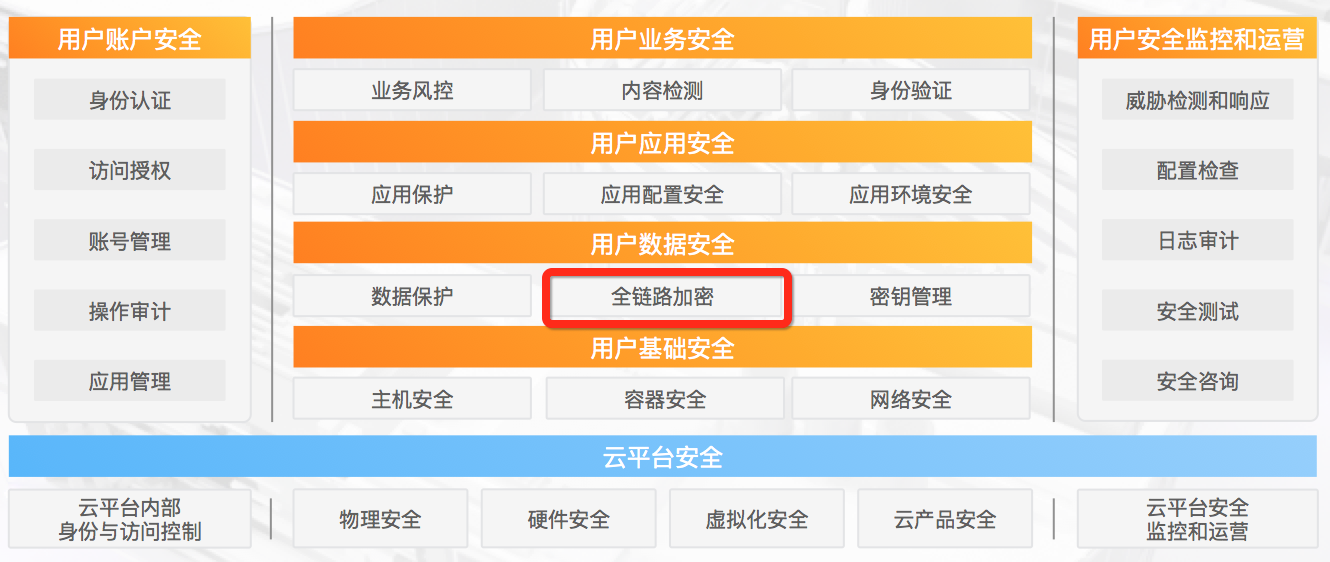 用户账户安全
身份认证
访问授权
账号管理
操作审计
应用管理
用户业务安全
业务风控
内容检测
身份验证
用户应用安全
应用保护
应用配置安全
应用环境安全
用户数据安全
数据保护
全链路加密
密钥管理
用户基础安全
主机安全
容器安全
网络安全
用户安全监控和运营
威胁检测和响应
配置检查
日志审计
安全测试
安全咨询
云平台安全
云平台内部
身份与访问控制
物理安全
硬件安全
虚拟化安全
云产品安全
云平台安全
监控和运营